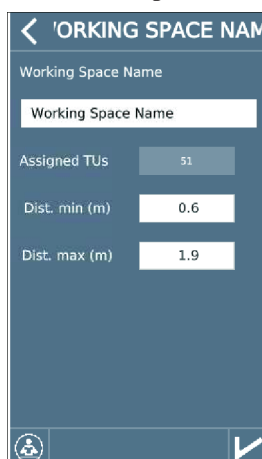 'ORKING SPACE NAM
Working Space Name
Working Space Name
Assigned TUs 51
Dist. min (m) 0.6
Dist. max (m) 1.9